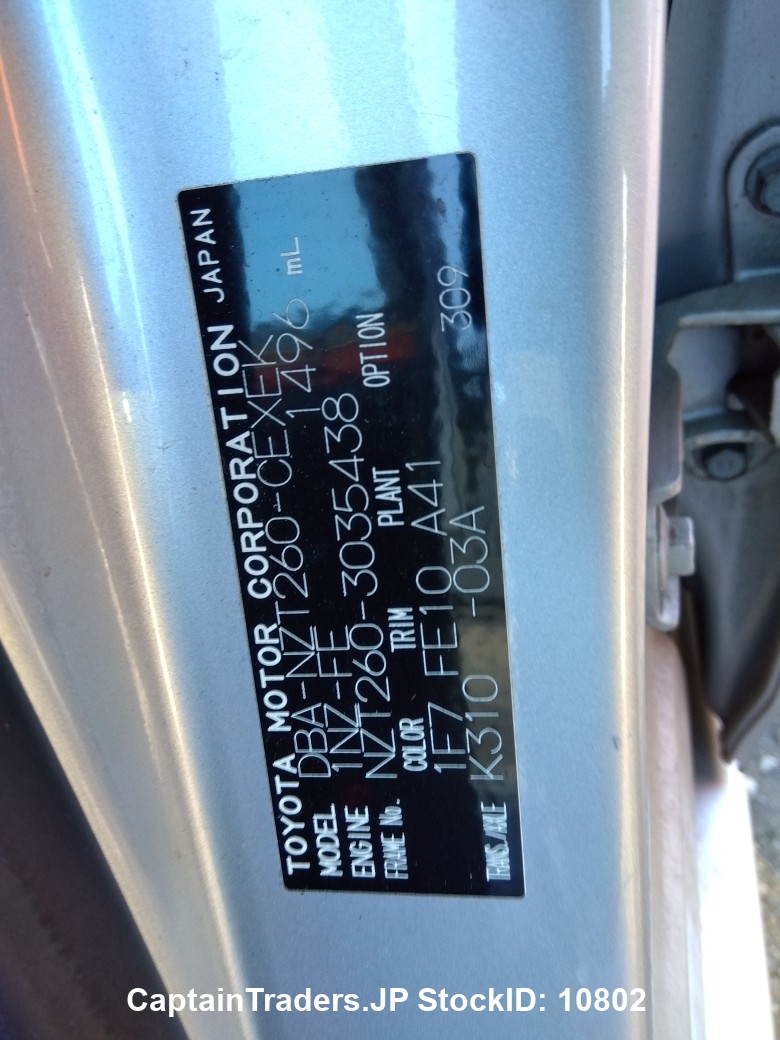 TOYOTA MOTOR CORPORATION JAPAN
MODEL DBA-NZT260-CEXEK
ENGINE 1NZ-FE 1496 mL
FRAME No. NZT260-3035438
COLOR TRIM PLANT OPTION
1F7 FE10 A41 309
TRANS./AXLE K310 -03A
CaptainTraders.JP StockID: 10802